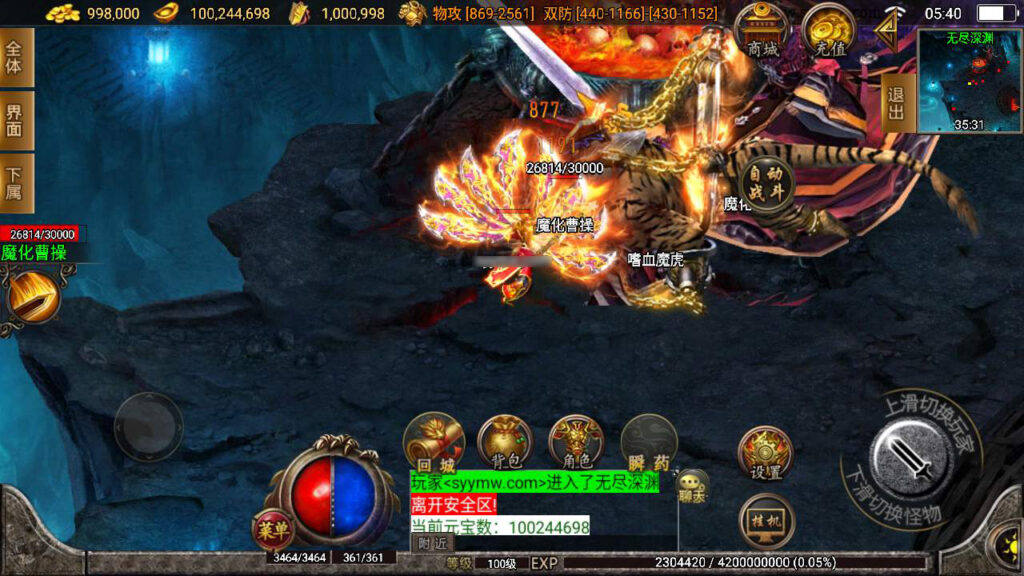 998,000
100,244,698
1,000,998
物攻 [869-2561] 双防 [440-1166]-[430-1152]
05:40
商城
充值
无尽深渊
35:31
退出
全体
界面
下属
877
26814/30000
自动战斗
魔化
魔化曹操
嗜血魔虎
26814/30000
魔化曹操
上滑切换玩家
下滑切换怪物
回城
背包
角色
瞬药
设置
玩家<syymw.com>进入了无尽深渊
离开安全区!
当前元宝数: 100244698
聊天
挂机
菜单
附近
3464/3464
361/361
等级
100级
EXP
2304420 / 4200000000 (0.05%)